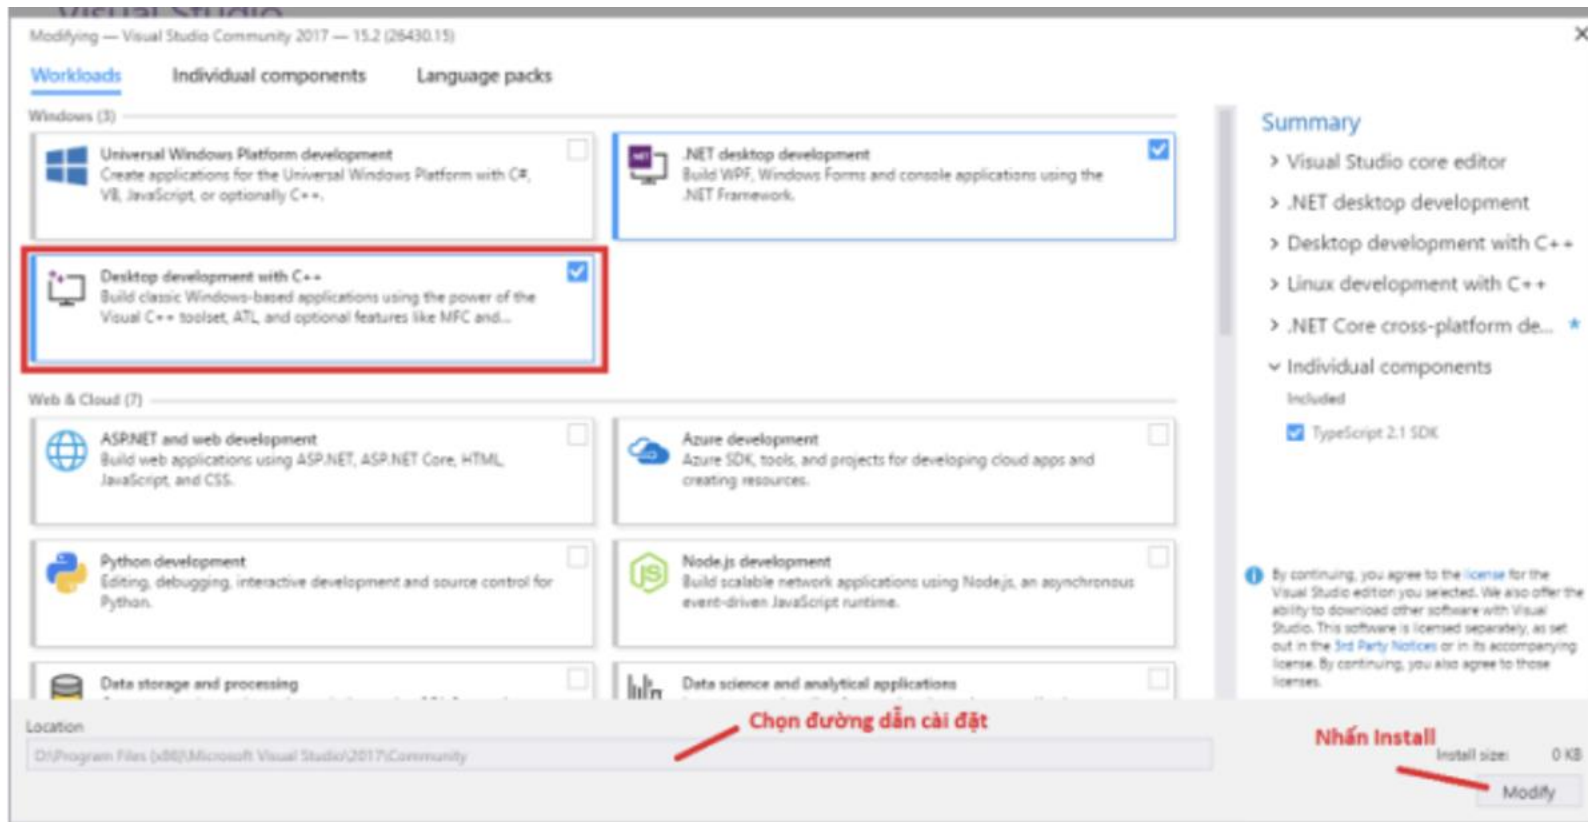 Visual Studio
Modifying — Visual Studio Community 2017 — 15.2 (26430.15)
Workloads
Individual components
Language packs
Windows (3)
Universal Windows Platform development
Create applications for the Universal Windows Platform with C#,
VB, JavaScript, or optionally C++.
.NET desktop development
Build WPF, Windows Forms and console applications using the
.NET Framework.
Desktop development with C++
Build classic Windows-based applications using the power of the
Visual C++ toolset, ATL, and optional features like MFC and...
Web & Cloud (7)
ASP.NET and web development
Build web applications using ASP.NET, ASP.NET Core, HTML,
JavaScript, and CSS.
Azure development
Azure SDK, tools, and projects for developing cloud apps and
creating resources.
Python development
Editing, debugging, interactive development and source control for
Python.
Node.js development
Build scalable network applications using Node.js, an asynchronous
event-driven JavaScript runtime.
Data storage and processing
Data science and analytical applications
Summary
> Visual Studio core editor
> .NET desktop development
> Desktop development with C++
> Linux development with C++
> .NET Core cross-platform de... *
Individual components
Included
TypeScript 2.1 SDK
By continuing, you agree to the license for the
Visual Studio edition you selected. We also offer the
ability to download other software with Visual
Studio. This software is licensed separately, as set
out in the 3rd Party Notices or in its accompanying
license. By continuing, you also agree to those
licenses.
Location
Chọn đường dẫn cài đặt
D:\Program Files (x86)\Microsoft Visual Studio\2017\Community
Nhấn Install
Install size: 0 KB
Modify